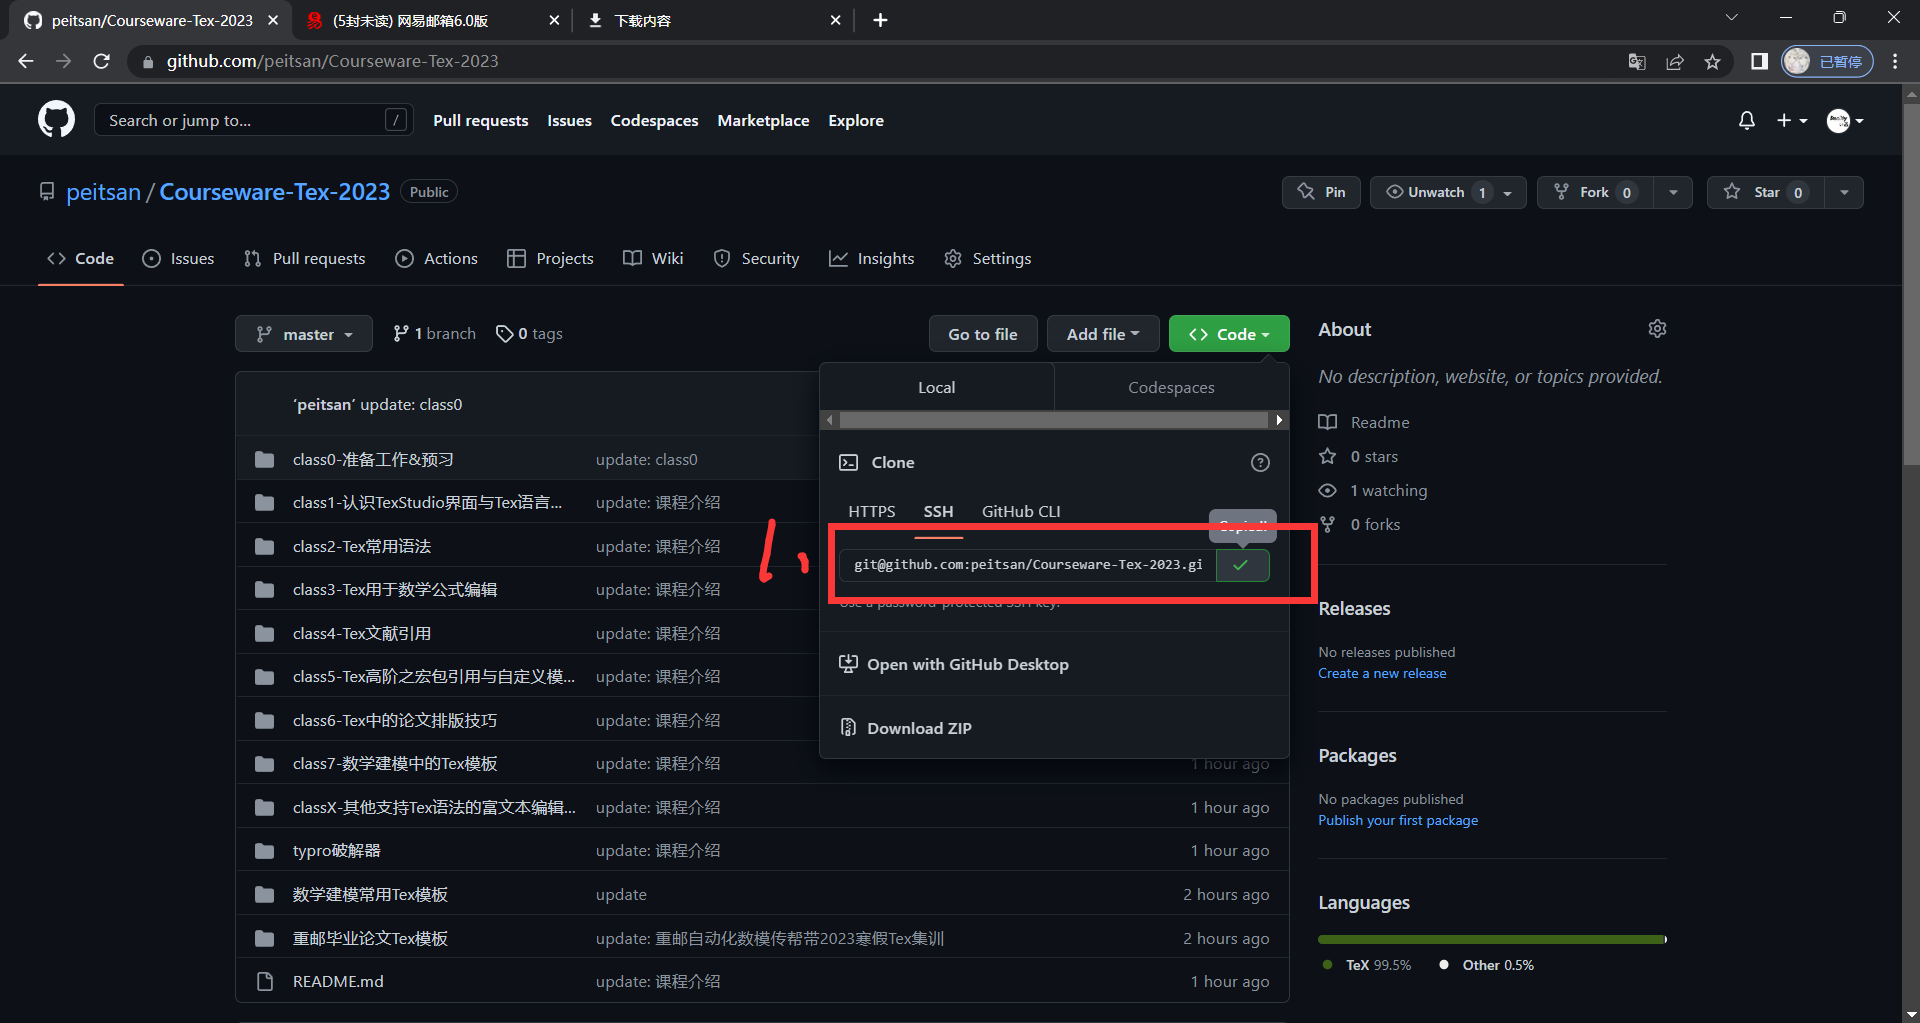 peitsan/Courseware-Tex-2023
(5封未读) 网易邮箱6.0版
下载内容
github.com/peitsan/Courseware-Tex-2023
已暂停
Search or jump to...
/
Pull requests
Issues
Codespaces
Marketplace
Explore
peitsan / Courseware-Tex-2023
Public
Pin
Unwatch 1
Fork 0
Star 0
Code
Issues
Pull requests
Actions
Projects
Wiki
Security
Insights
Settings
master
1 branch
0 tags
Go to file
Add file
Code
'peitsan' update: class0
class0-准备工作&预习 update: class0
class1-认识TexStudio界面与Tex语言... update: 课程介绍
class2-Tex常用语法 update: 课程介绍
class3-Tex用于数学公式编辑 update: 课程介绍
class4-Tex文献引用 update: 课程介绍
class5-Tex高阶之宏包引用与自定义模... update: 课程介绍
class6-Tex中的论文排版技巧 update: 课程介绍
class7-数学建模中的Tex模板 update: 课程介绍 1 hour ago
classX-其他支持Tex语法的富文本编辑... update: 课程介绍 1 hour ago
typro破解器 update: 课程介绍 1 hour ago
数学建模常用Tex模板 update 2 hours ago
重邮毕业论文Tex模板 update: 重邮自动化数模传帮带2023寒假Tex集训 2 hours ago
README.md update: 课程介绍 1 hour ago
Local
Codespaces
Clone
HTTPS
SSH
GitHub CLI
Copied!
1.
git@github.com:peitsan/Courseware-Tex-2023.gi
Use a password-protected SSH key.
Open with GitHub Desktop
Download ZIP
About
No description, website, or topics provided.
Readme
0 stars
1 watching
0 forks
Releases
No releases published
Create a new release
Packages
No packages published
Publish your first package
Languages
TeX 99.5%
Other 0.5%